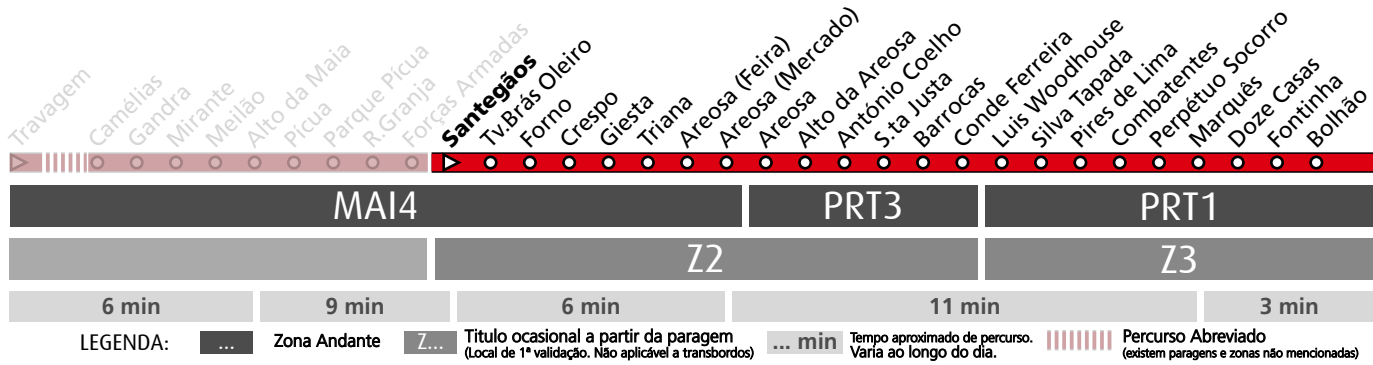 Travagem
Camélias
Gandra
Mirante
Meilão
Alto da Maia
Pícua
Parque Pícua
R.Granja
Forças Armadas
Santegãos
Tv.Brás Oleiro
Forno
Crespo
Giesta
Triana
Areosa (Feira)
Areosa (Mercado)
Areosa
Alto da Areosa
António Coelho
S.ta Justa
Barrocas
Conde Ferreira
Luis Woodhouse
Silva Tapada
Pires de Lima
Combatentes
Perpétuo Socorro
Marquês
Doze Casas
Fontinha
Bolhão
MAI4 PRT3 PRT1
Z2 Z3
6 min 9 min 6 min 11 min 3 min
LEGENDA:
...
Zona Andante
Z...
Titulo ocasional a partir da paragem
(Local de 1ª validação. Não aplicável a transbordos)
... min
Tempo aproximado de percurso.
Varia ao longo do dia.
Percurso Abreviado
(existem paragens e zonas não mencionadas)